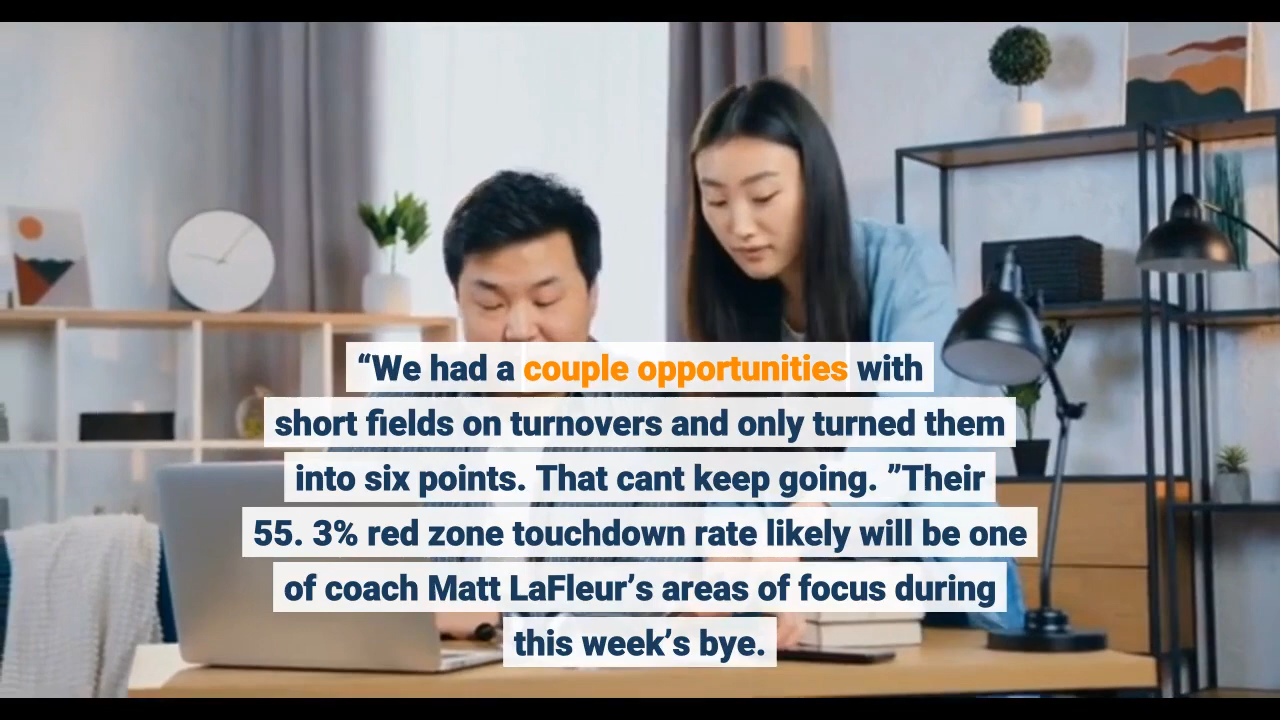 “We had a couple opportunities with
short fields on turnovers and only turned them
into six points. That cant keep going. ”Their
55. 3% red zone touchdown rate likely will be one
of coach Matt LaFleur’s areas of focus during
this week’s bye.